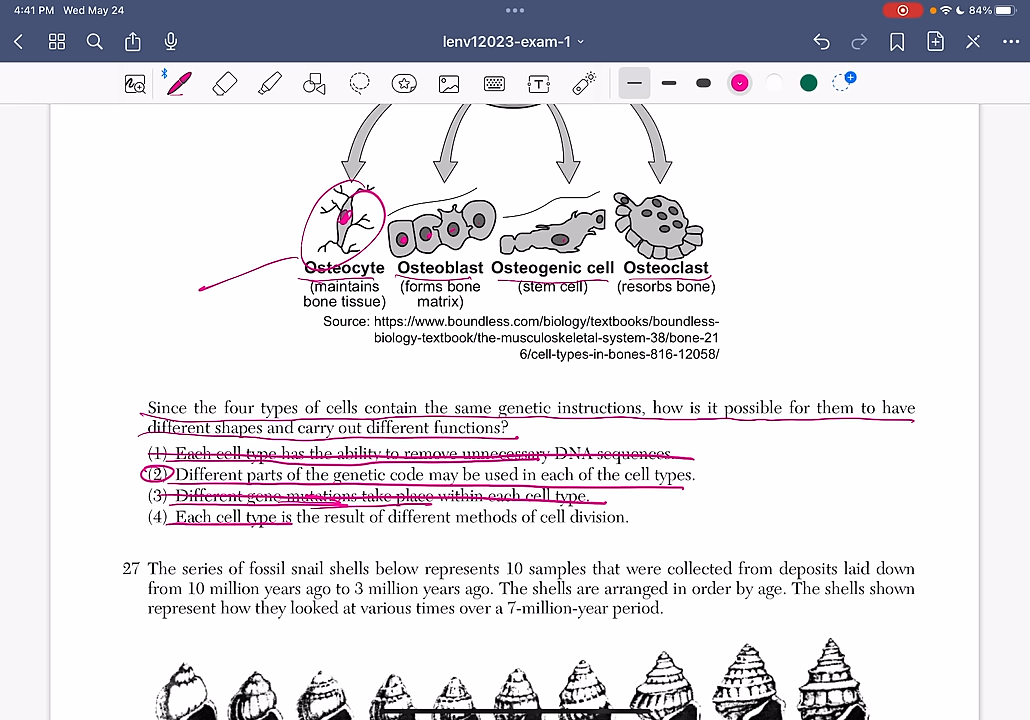 4:41 PM Wed May 24
84%
lenv12023-exam-1
T
Osteocyte Osteoblast Osteogenic cell Osteoclast
(maintains (forms bone (stem cell) (resorbs bone)
bone tissue) matrix)
Source: https://www.boundless.com/biology/textbooks/boundless-
biology-textbook/the-musculoskeletal-system-38/bone-21
6/cell-types-in-bones-816-12058/
Since the four types of cells contain the same genetic instructions, how is it possible for them to have
different shapes and carry out different functions?
(1) Each cell type has the ability to remove unnecessary DNA sequences.
(2) Different parts of the genetic code may be used in each of the cell types.
(3) Different gene mutations take place within each cell type.
(4) Each cell type is the result of different methods of cell division.
27 The series of fossil snail shells below represents 10 samples that were collected from deposits laid down
from 10 million years ago to 3 million years ago. The shells are arranged in order by age. The shells shown
represent how they looked at various times over a 7-million-year period.